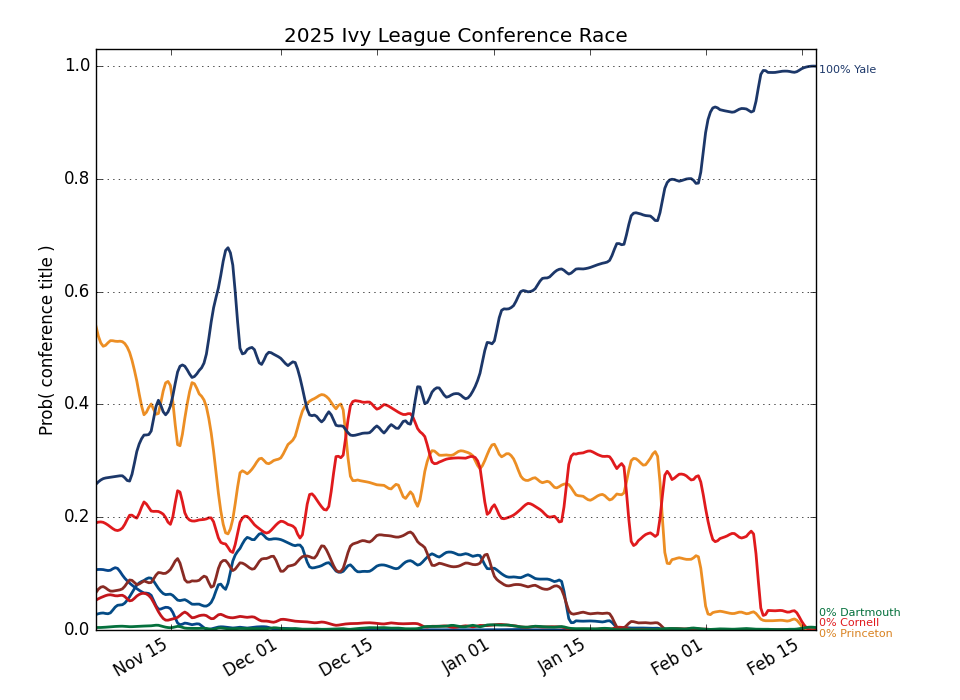 2025 Ivy League Conference Race
Prob( conference title )
1.0
0.8
0.6
0.4
0.2
0.0
100% Yale
0% Dartmouth
0% Cornell
0% Princeton
Nov 15
Dec 01
Dec 15
Jan 01
Jan 15
Feb 01
Feb 15